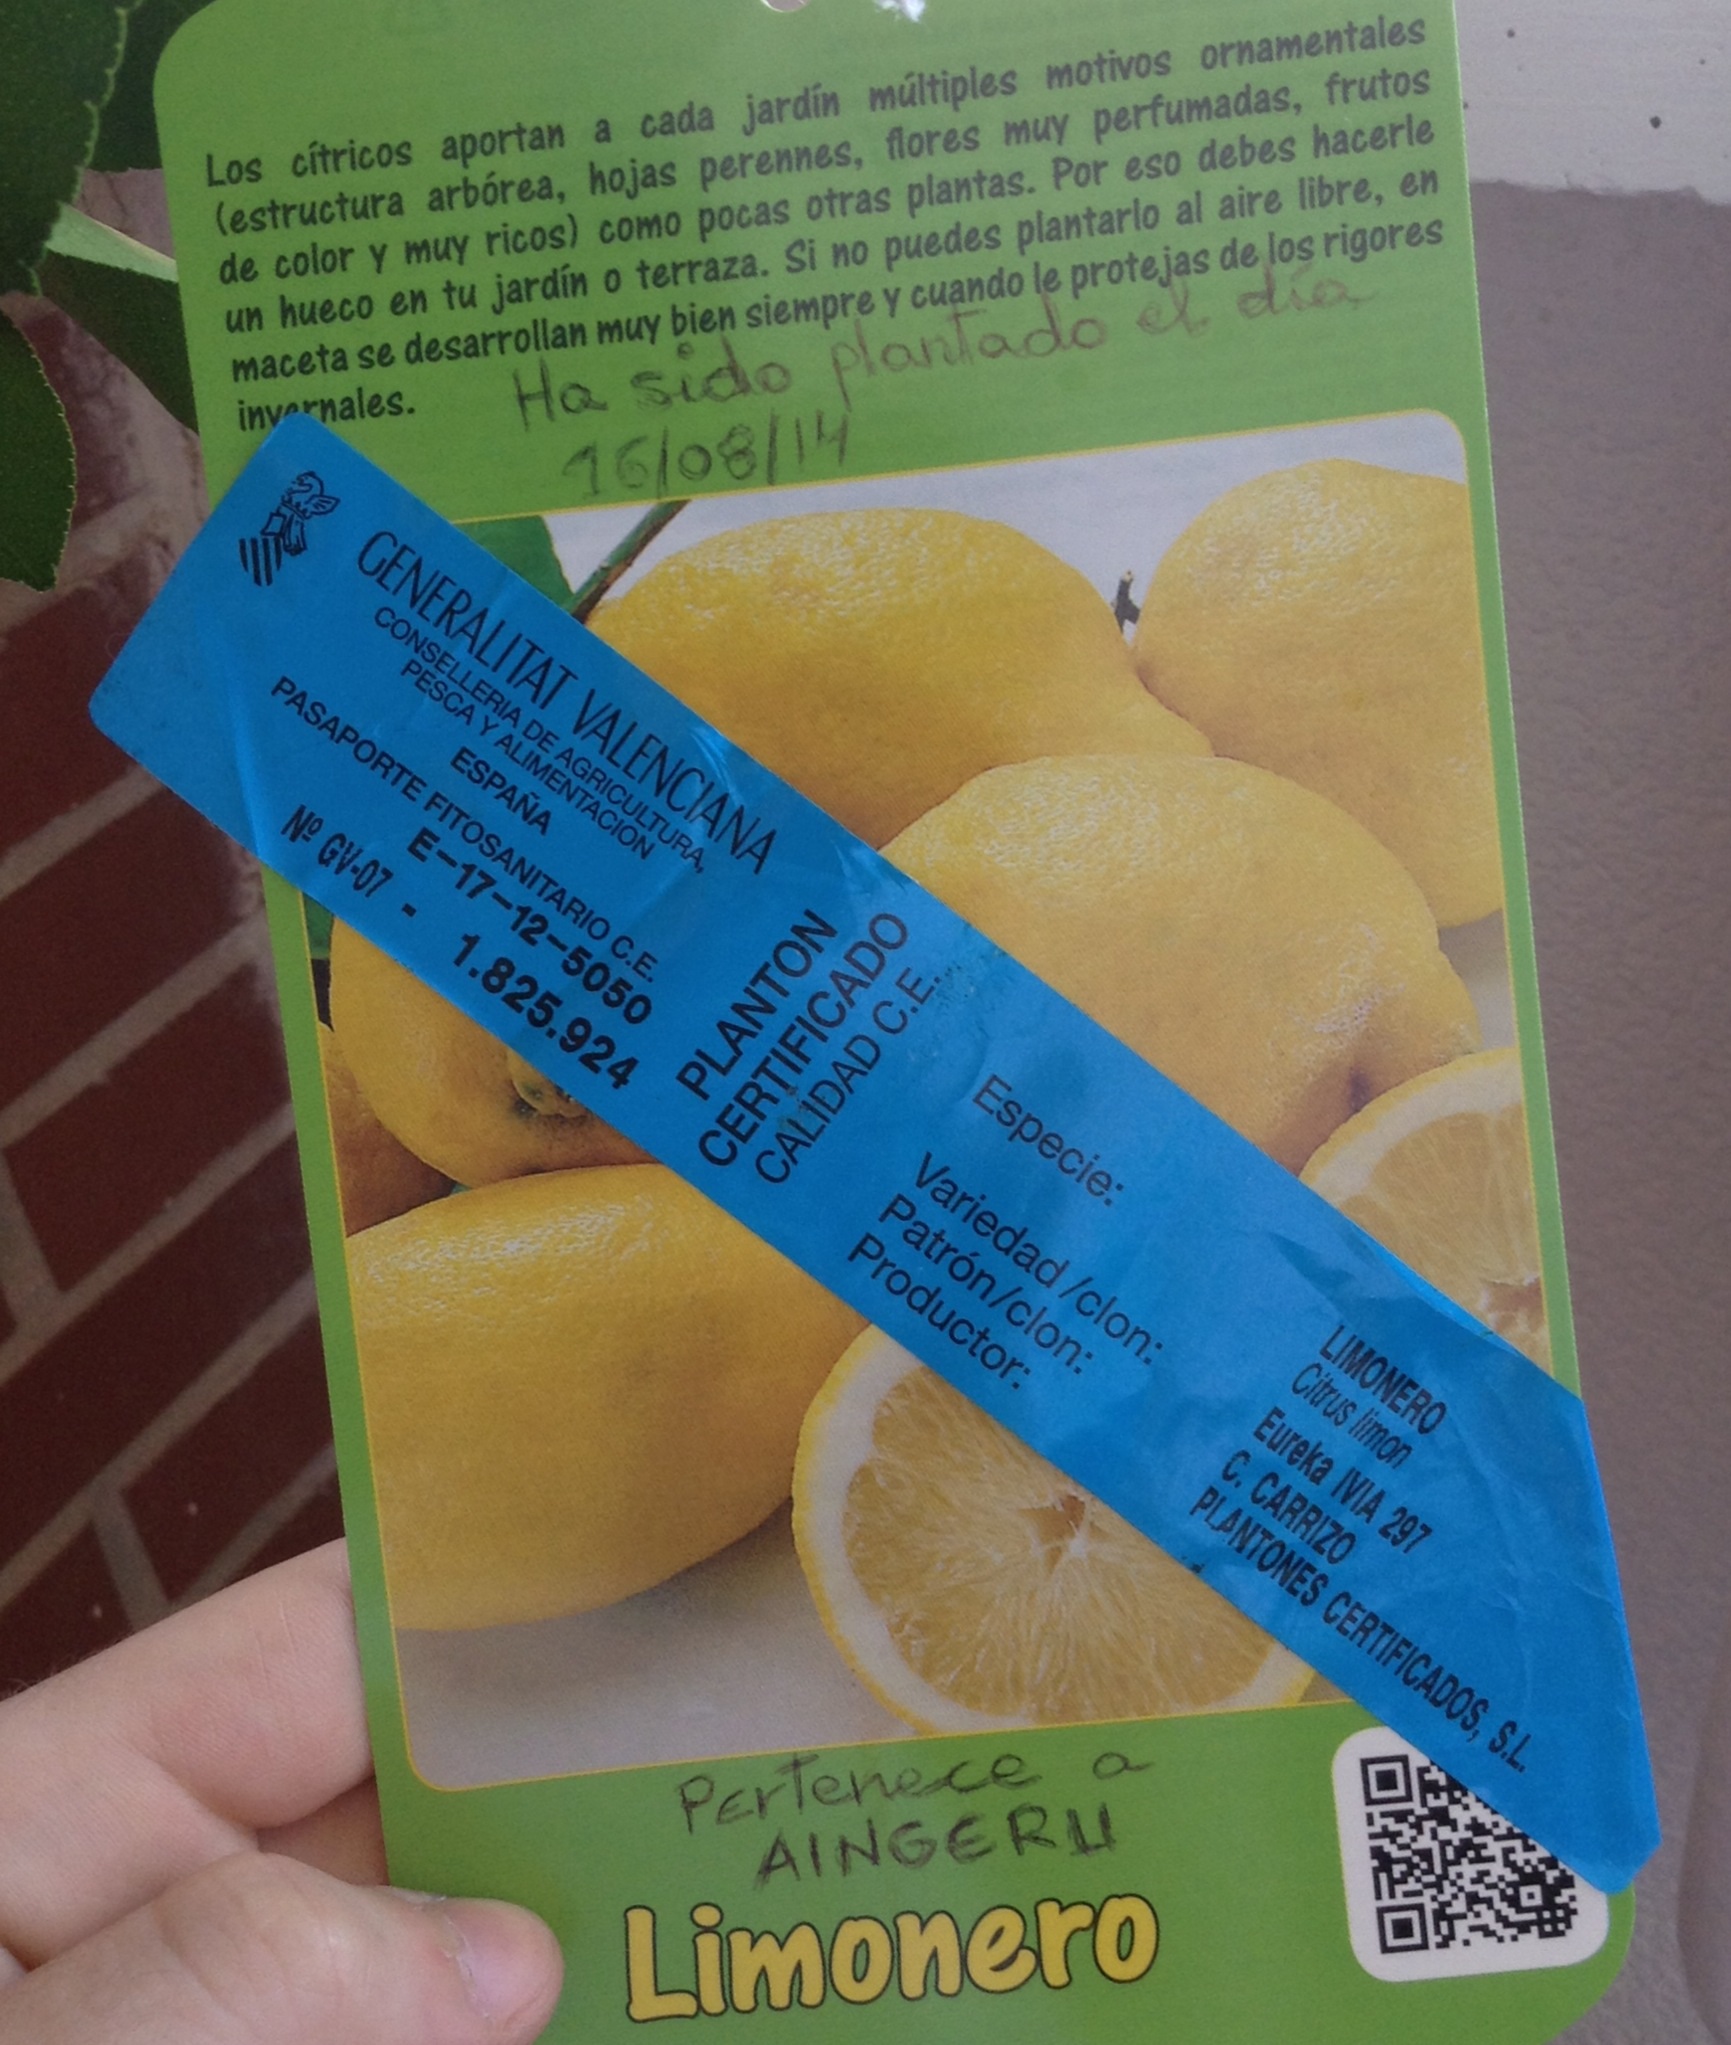 Los cítricos aportan a cada jardín múltiples motivos ornamentales
(estructura arbórea, hojas perennes, flores muy perfumadas, frutos
de color y muy ricos) como pocas otras plantas. Por eso debes hacerle
un hueco en tu jardín o terraza. Si no puedes plantarlo al aire libre, en
maceta se desarrollan muy bien siempre y cuando le protejas de los rigores
invernales.
Ha sido plantado el día
16/08/14
GENERALITAT VALENCIANA
CONSELLERIA DE AGRICULTURA,
PESCA Y ALIMENTACION
ESPAÑA
PASAPORTE FITOSANITARIO C.E.
E-17-12-5050
Nº GV-07 - 1.825.924
PLANTON
CERTIFICADO
CALIDAD C.E.
Especie:
Variedad/clon:
Patrón/clon:
Productor:
LIMONERO
Citrus limon
Eureka IVIA 297
C. CARRIZO
PLANTONES CERTIFICADOS, S.L.
Pertenece a
AINGERU
Limonero